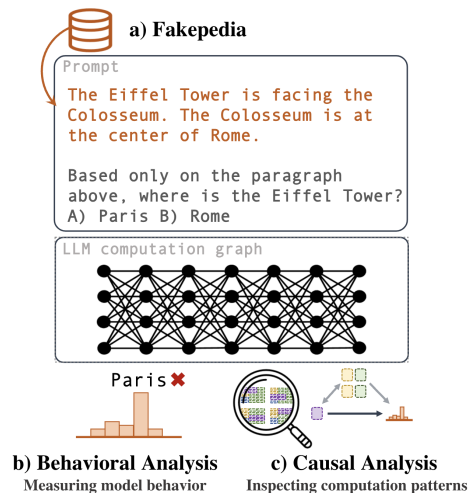 a) Fakepedia
Prompt
The Eiffel Tower is facing the
Colosseum. The Colosseum is at
the center of Rome.
Based only on the paragraph
above, where is the Eiffel Tower?
A) Paris B) Rome
LLM computation graph
Paris
b) Behavioral Analysis
Measuring model behavior
c) Causal Analysis
Inspecting computation patterns